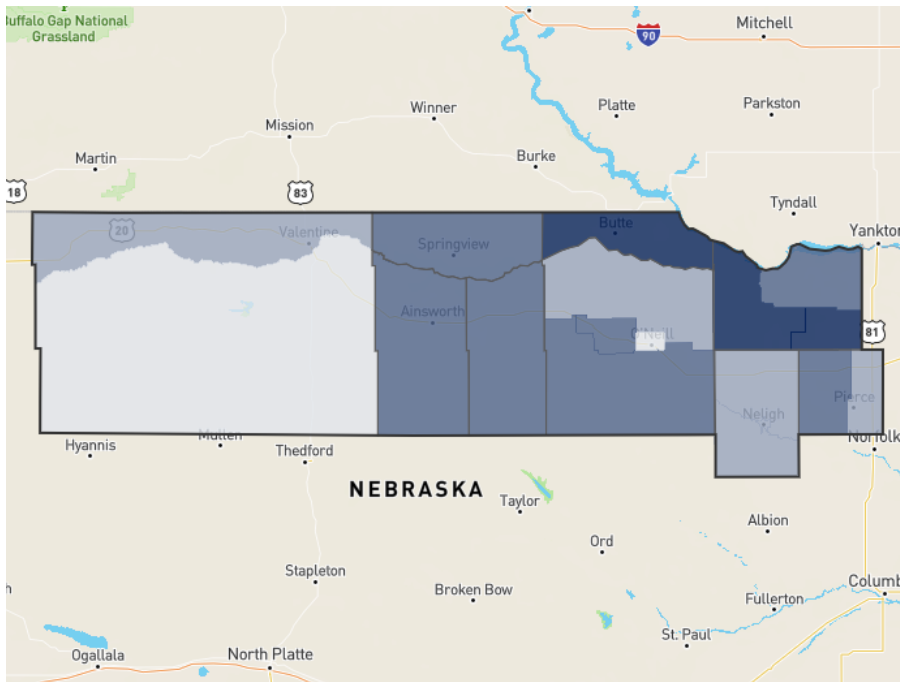 Buffalo Gap National
Grassland
Mitchell
90
Winner
Platte
Parkston
Mission
Martin
Burke
18
83
Tyndall
20
Valentine
Butte
Yankton
Springview
Ainsworth
O'Neill
81
Pierce
Neligh
Hyannis
Mullen
Thedford
Norfolk
NEBRASKA
Taylor
Albion
Ord
Stapleton
Broken Bow
Columb
Fullerton
St. Paul
Ogallala
North Platte